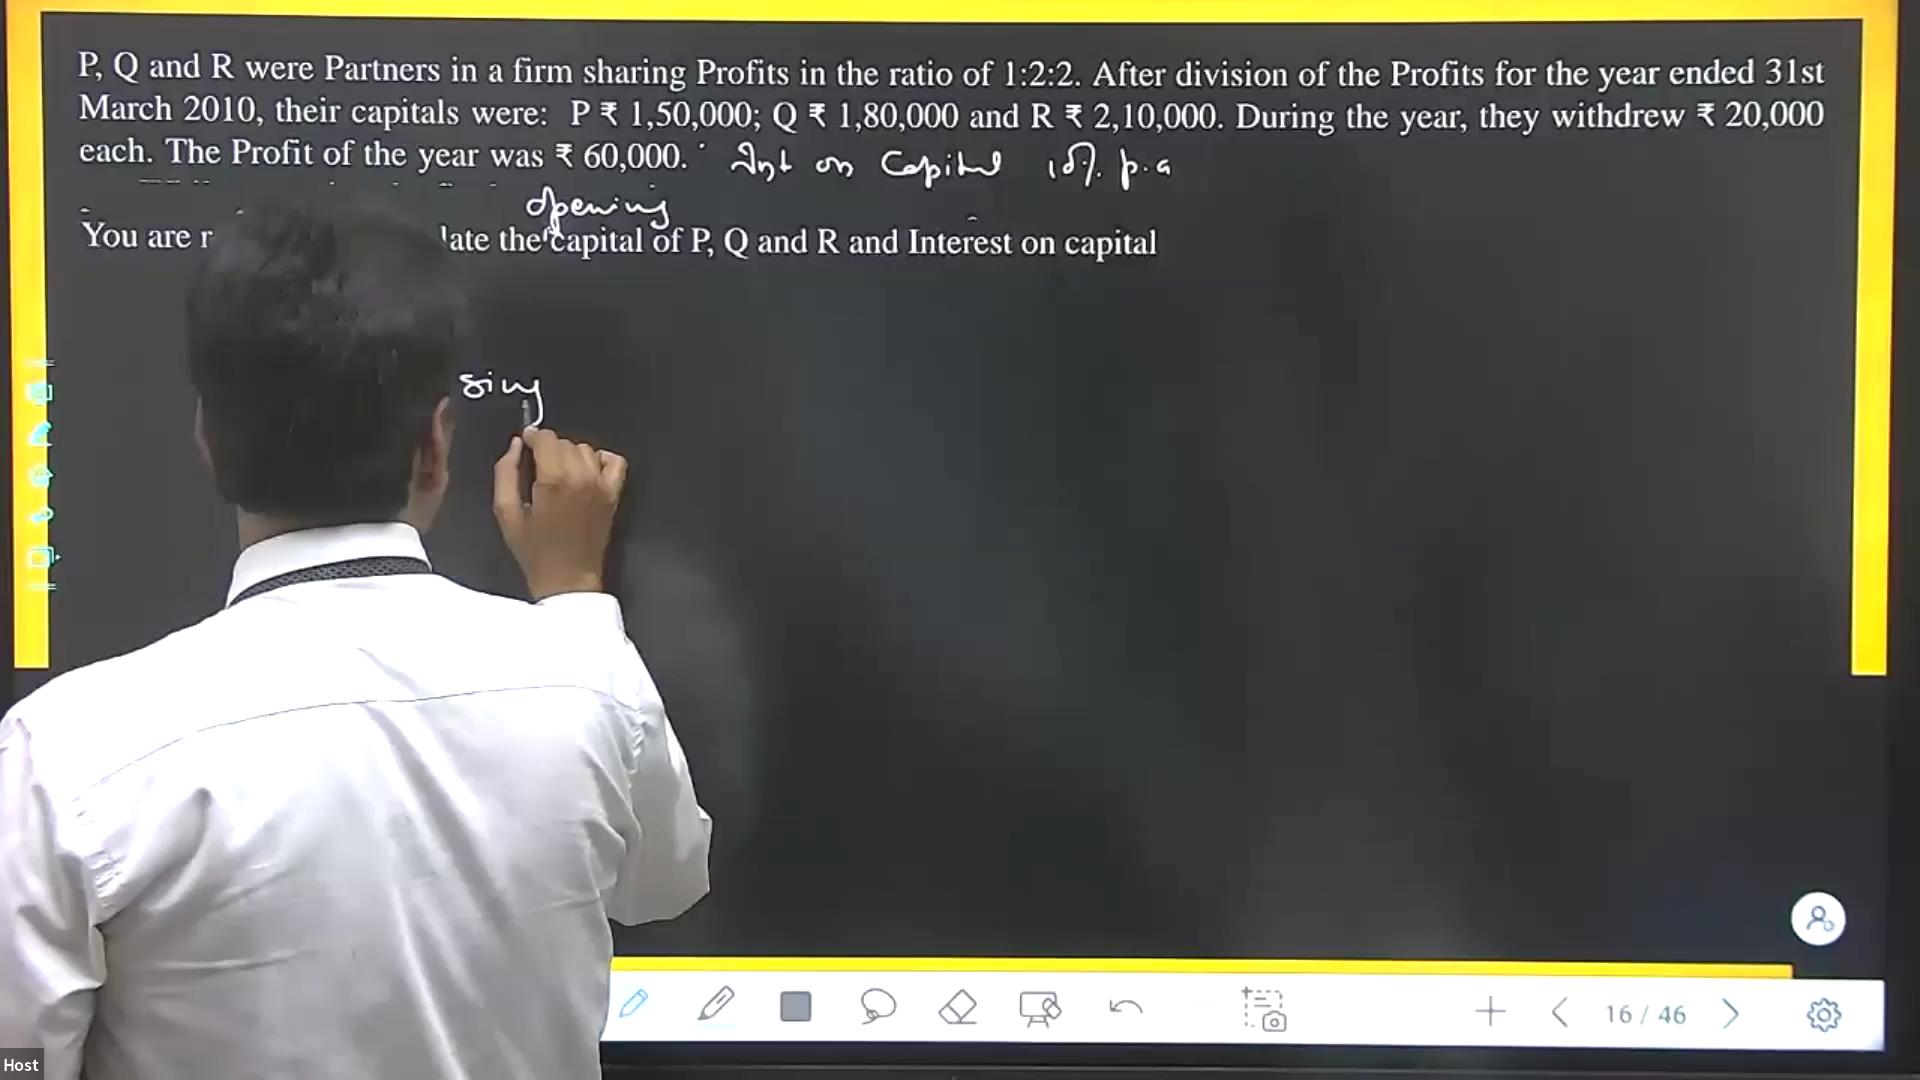 P, Q and R were Partners in a firm sharing Profits in the ratio of 1:2:2. After division of the Profits for the year ended 31st
March 2010, their capitals were: P ₹ 1,50,000; Q ₹ 1,80,000 and R ₹ 2,10,000. During the year, they withdrew ₹ 20,000
each. The Profit of the year was ₹ 60,000. Int on Capital 10%. p.a
opening
You are r late the capital of P, Q and R and Interest on capital
sing
16 / 46
Host